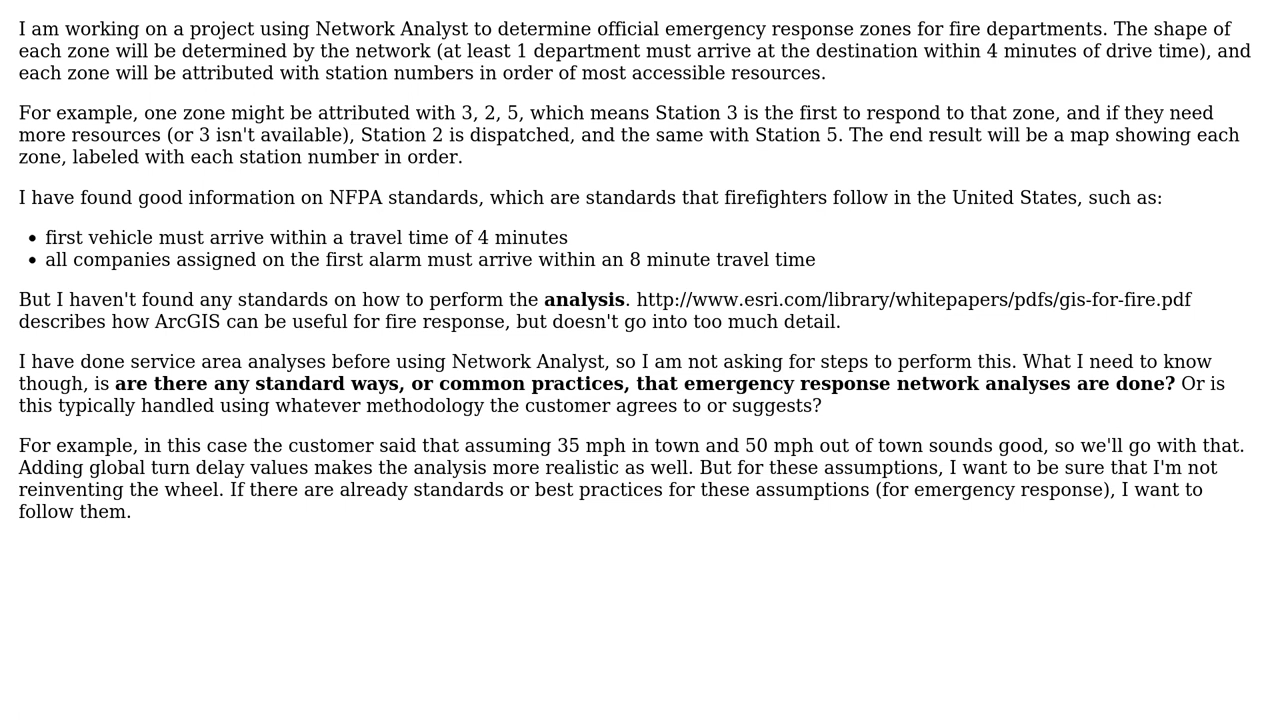 I am working on a project using Network Analyst to determine official emergency response zones for fire departments. The shape of
each zone will be determined by the network (at least 1 department must arrive at the destination within 4 minutes of drive time), and
each zone will be attributed with station numbers in order of most accessible resources.
For example, one zone might be attributed with 3, 2, 5, which means Station 3 is the first to respond to that zone, and if they need
more resources (or 3 isn't available), Station 2 is dispatched, and the same with Station 5. The end result will be a map showing each
zone, labeled with each station number in order.
I have found good information on NFPA standards, which are standards that firefighters follow in the United States, such as:
• first vehicle must arrive within a travel time of 4 minutes
• all companies assigned on the first alarm must arrive within an 8 minute travel time
But I haven't found any standards on how to perform the analysis. http://www.esri.com/library/whitepapers/pdfs/gis-for-fire.pdf
describes how ArcGIS can be useful for fire response, but doesn't go into too much detail.
I have done service area analyses before using Network Analyst, so I am not asking for steps to perform this. What I need to know
though, is are there any standard ways, or common practices, that emergency response network analyses are done? Or is
this typically handled using whatever methodology the customer agrees to or suggests?
For example, in this case the customer said that assuming 35 mph in town and 50 mph out of town sounds good, so we'll go with that.
Adding global turn delay values makes the analysis more realistic as well. But for these assumptions, I want to be sure that I'm not
reinventing the wheel. If there are already standards or best practices for these assumptions (for emergency response), I want to
follow them.